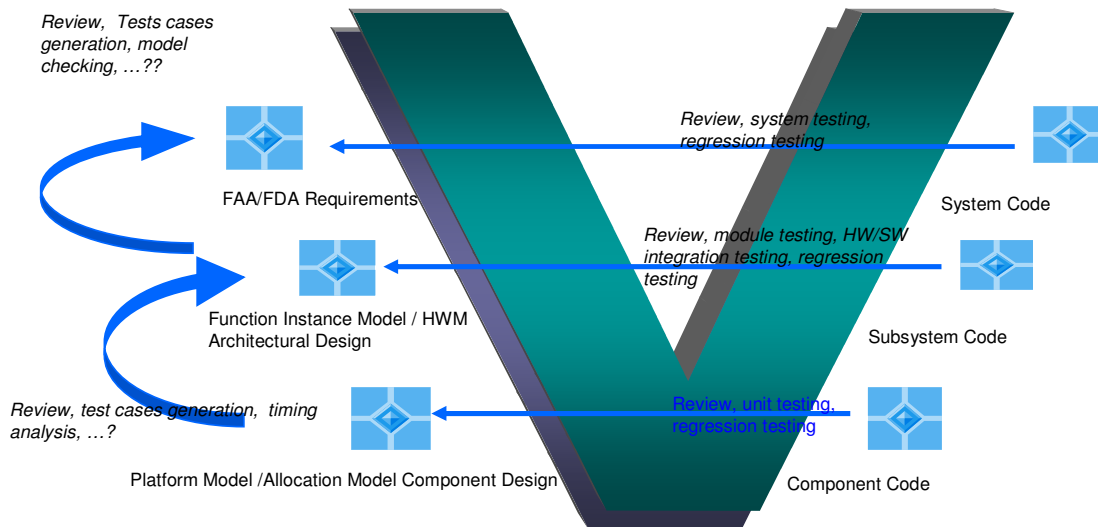 Review, Tests cases
generation, model
checking, …??
Review, system testing,
regression testing
FAA/FDA Requirements
System Code
Review, module testing, HW/SW
integration testing, regression
testing
Function Instance Model / HWM
Architectural Design
Subsystem Code
Review, test cases generation, timing
analysis, …?
Review, unit testing,
regression testing
Platform Model /Allocation Model Component Design
Component Code